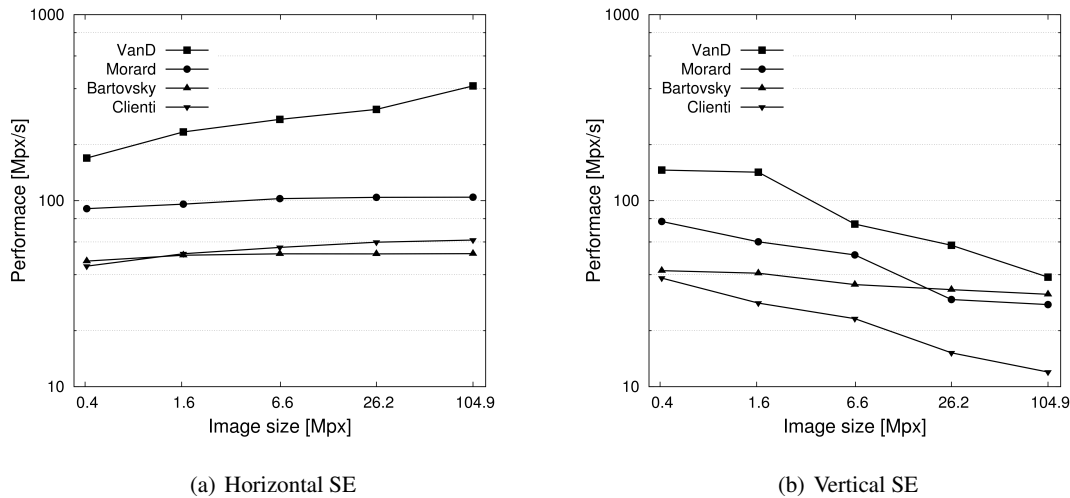 1000
100
10
Performace [Mpx/s]
VanD
Morard
Bartovsky
Clienti
0.4 1.6 6.6 26.2 104.9
Image size [Mpx]
(a) Horizontal SE
1000
100
10
Performace [Mpx/s]
VanD
Morard
Bartovsky
Clienti
0.4 1.6 6.6 26.2 104.9
Image size [Mpx]
(b) Vertical SE